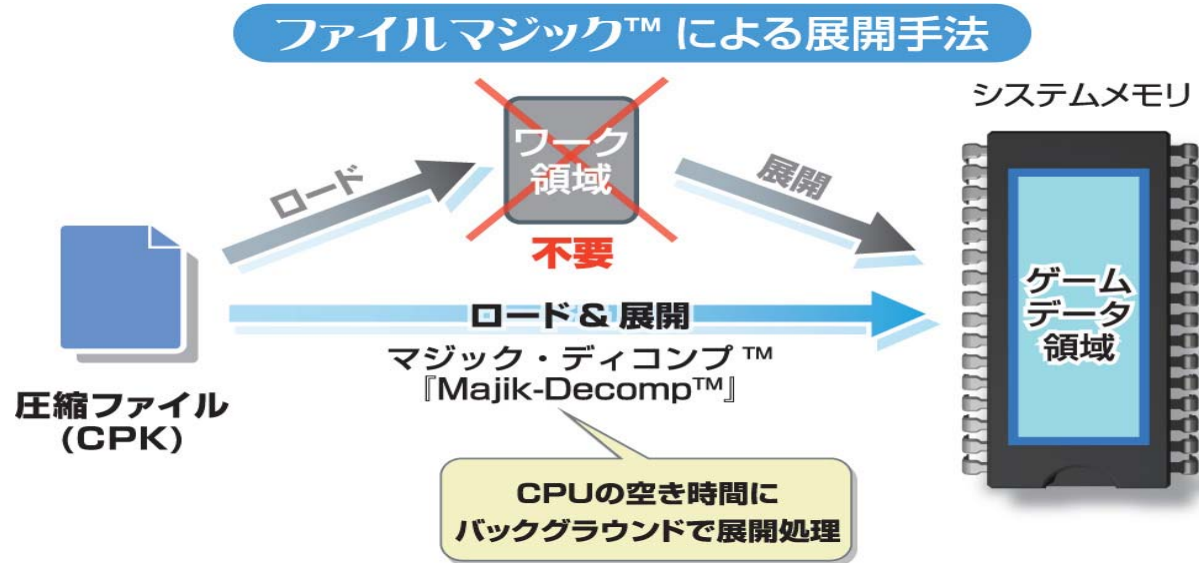 ファイルマジック™ による展開手法
システムメモリ
ロード
ワーク
領域
展開
不要
ロード & 展開
マジック・ディコンプ™
『Majik-Decomp™』
圧縮ファイル
(CPK)
ゲーム
データ
領域
CPUの空き時間に
バックグラウンドで展開処理